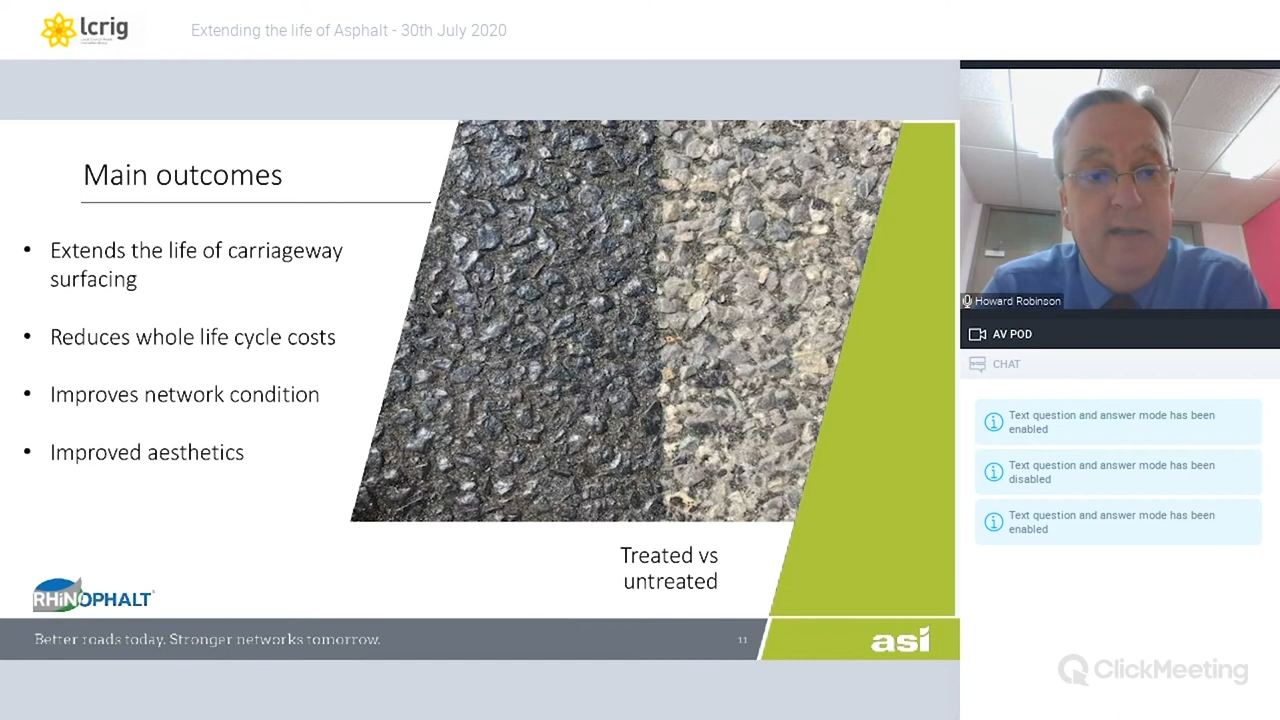 lcrig
Extending the life of Asphalt - 30th July 2020
Main outcomes
• Extends the life of carriageway
surfacing
• Reduces whole life cycle costs
• Improves network condition
• Improved aesthetics
Treated vs
untreated
RHiNOPHALT
Better roads today. Stronger networks tomorrow.
11
asi
Howard Robinson
AV POD
CHAT
Text question and answer mode has been
enabled
Text question and answer mode has been
disabled
Text question and answer mode has been
enabled
ClickMeeting